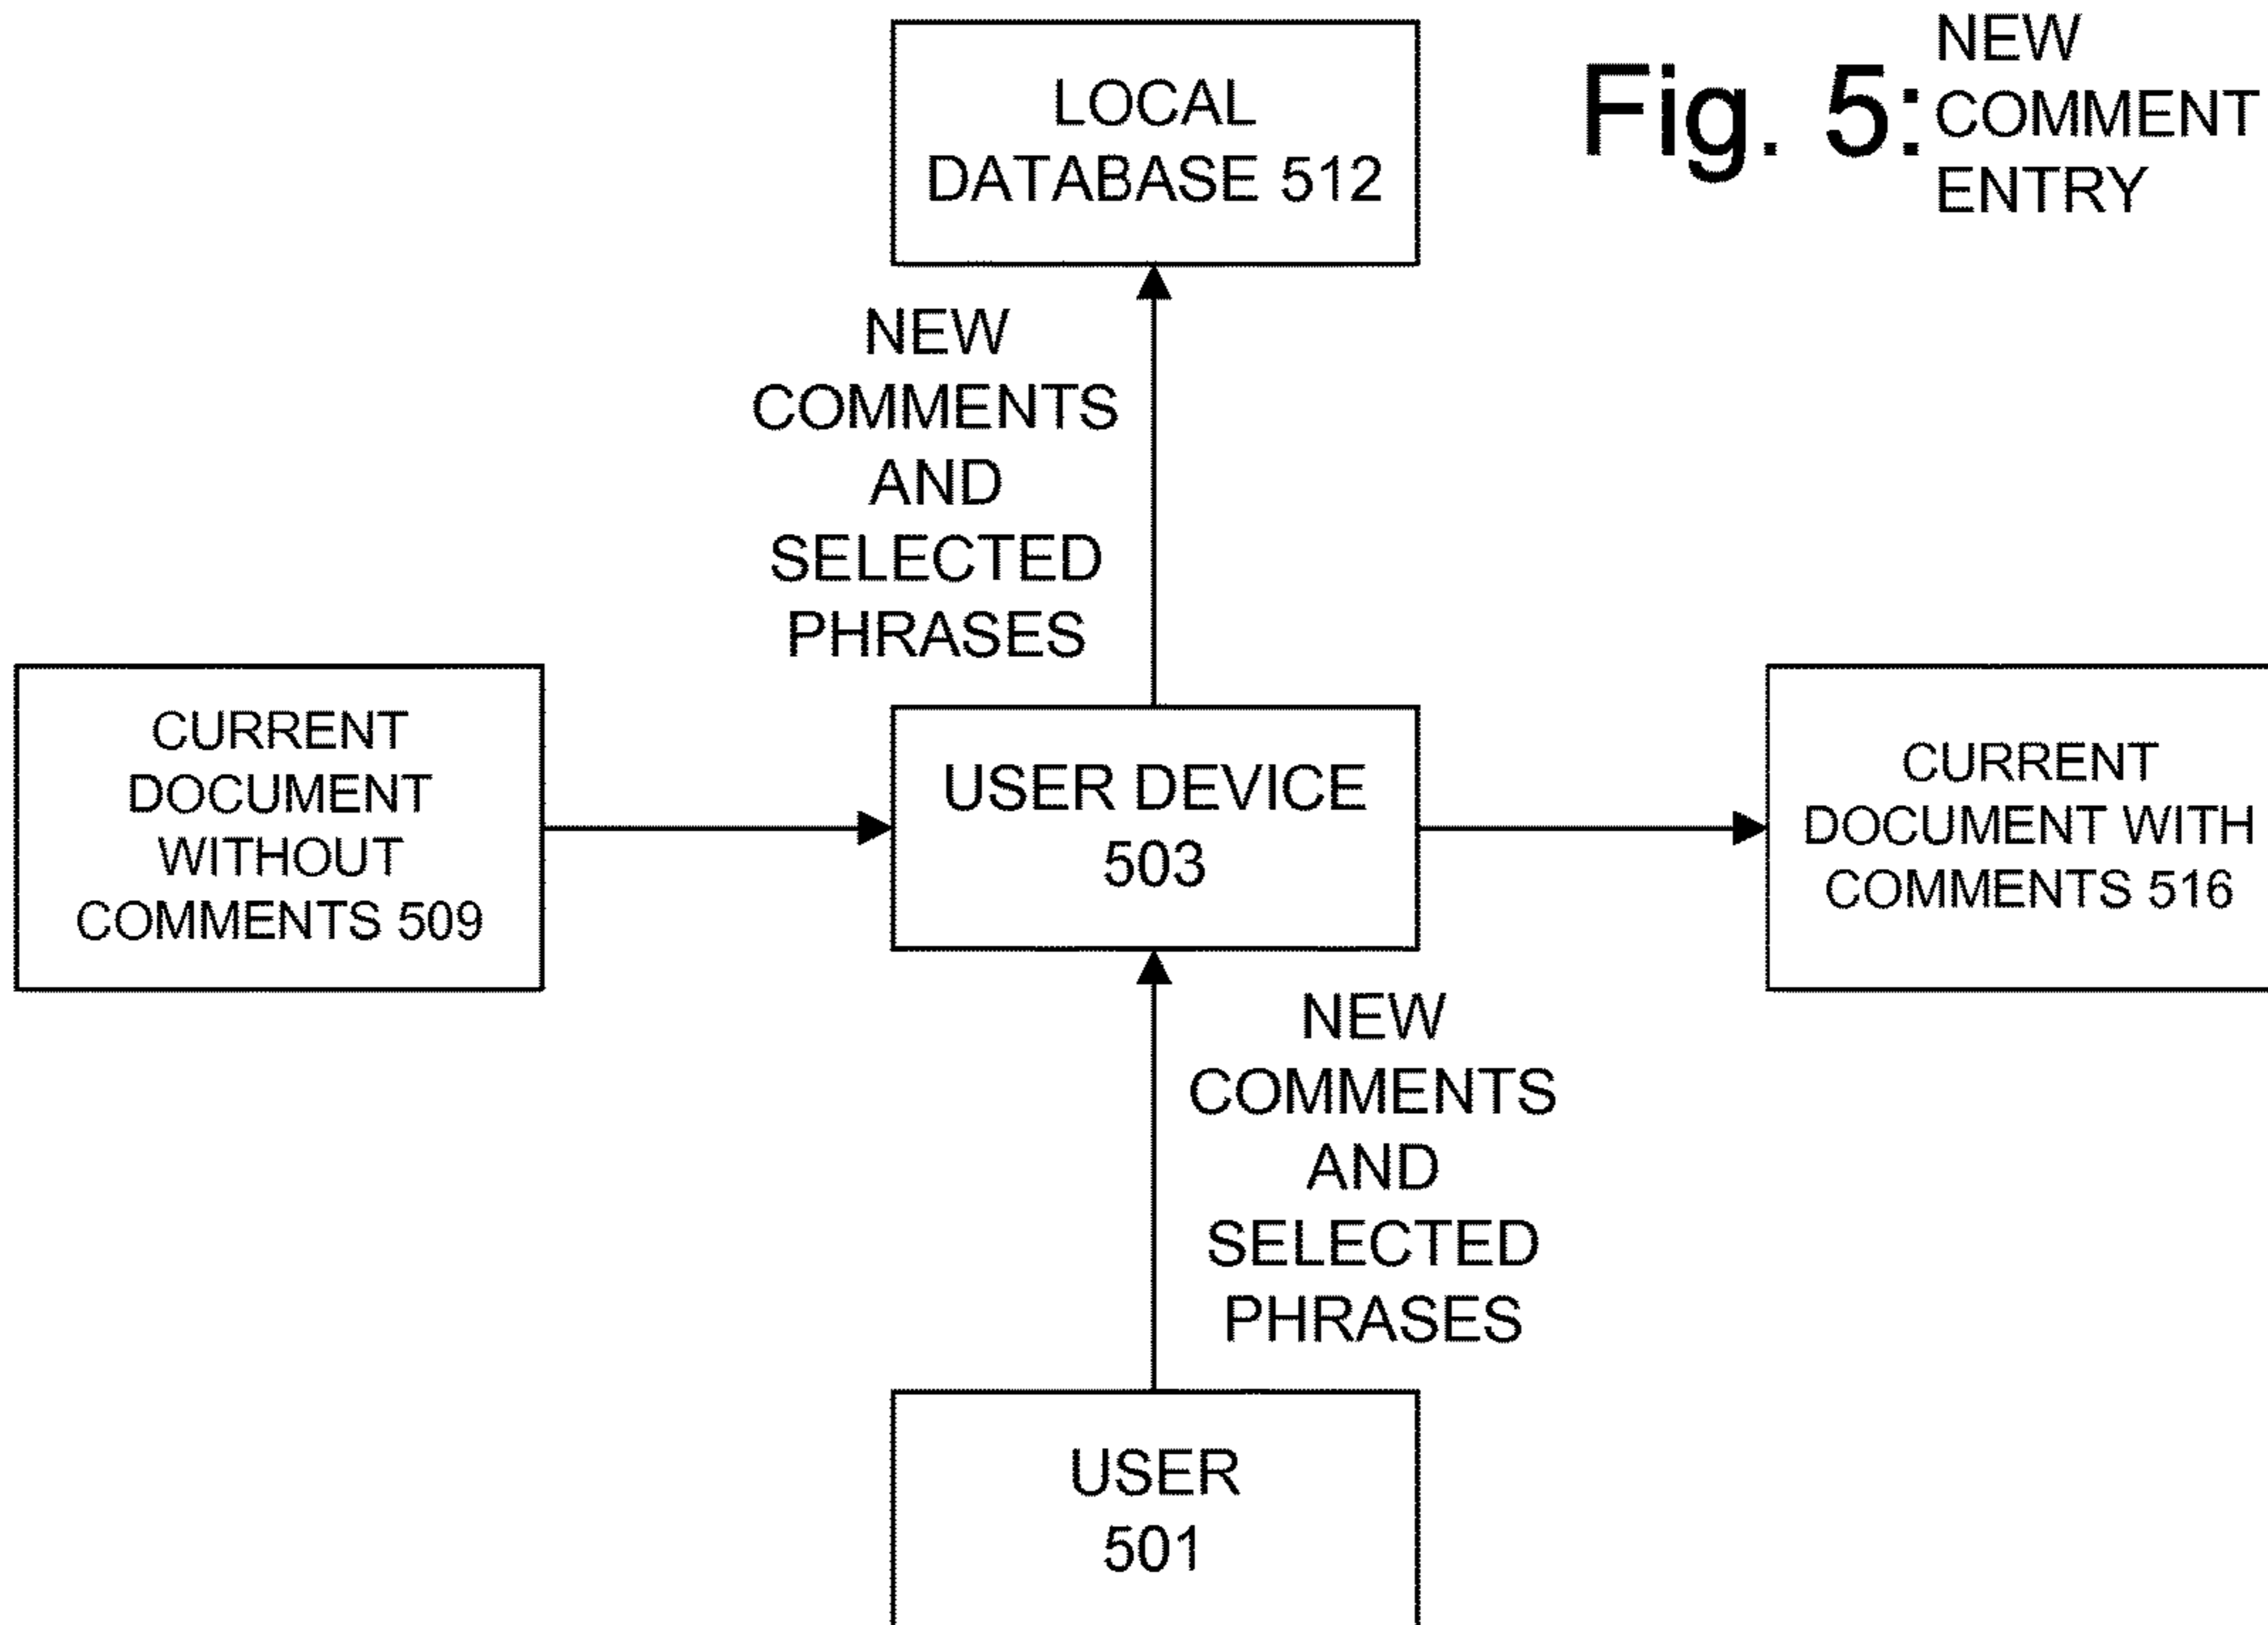 LOCAL
DATABASE 512
Fig. 5:
NEW
COMMENT
ENTRY
NEW
COMMENTS
AND
SELECTED
PHRASES
CURRENT
DOCUMENT
WITHOUT
COMMENTS 509
USER DEVICE
503
CURRENT
DOCUMENT WITH
COMMENTS 516
NEW
COMMENTS
AND
SELECTED
PHRASES
USER
501